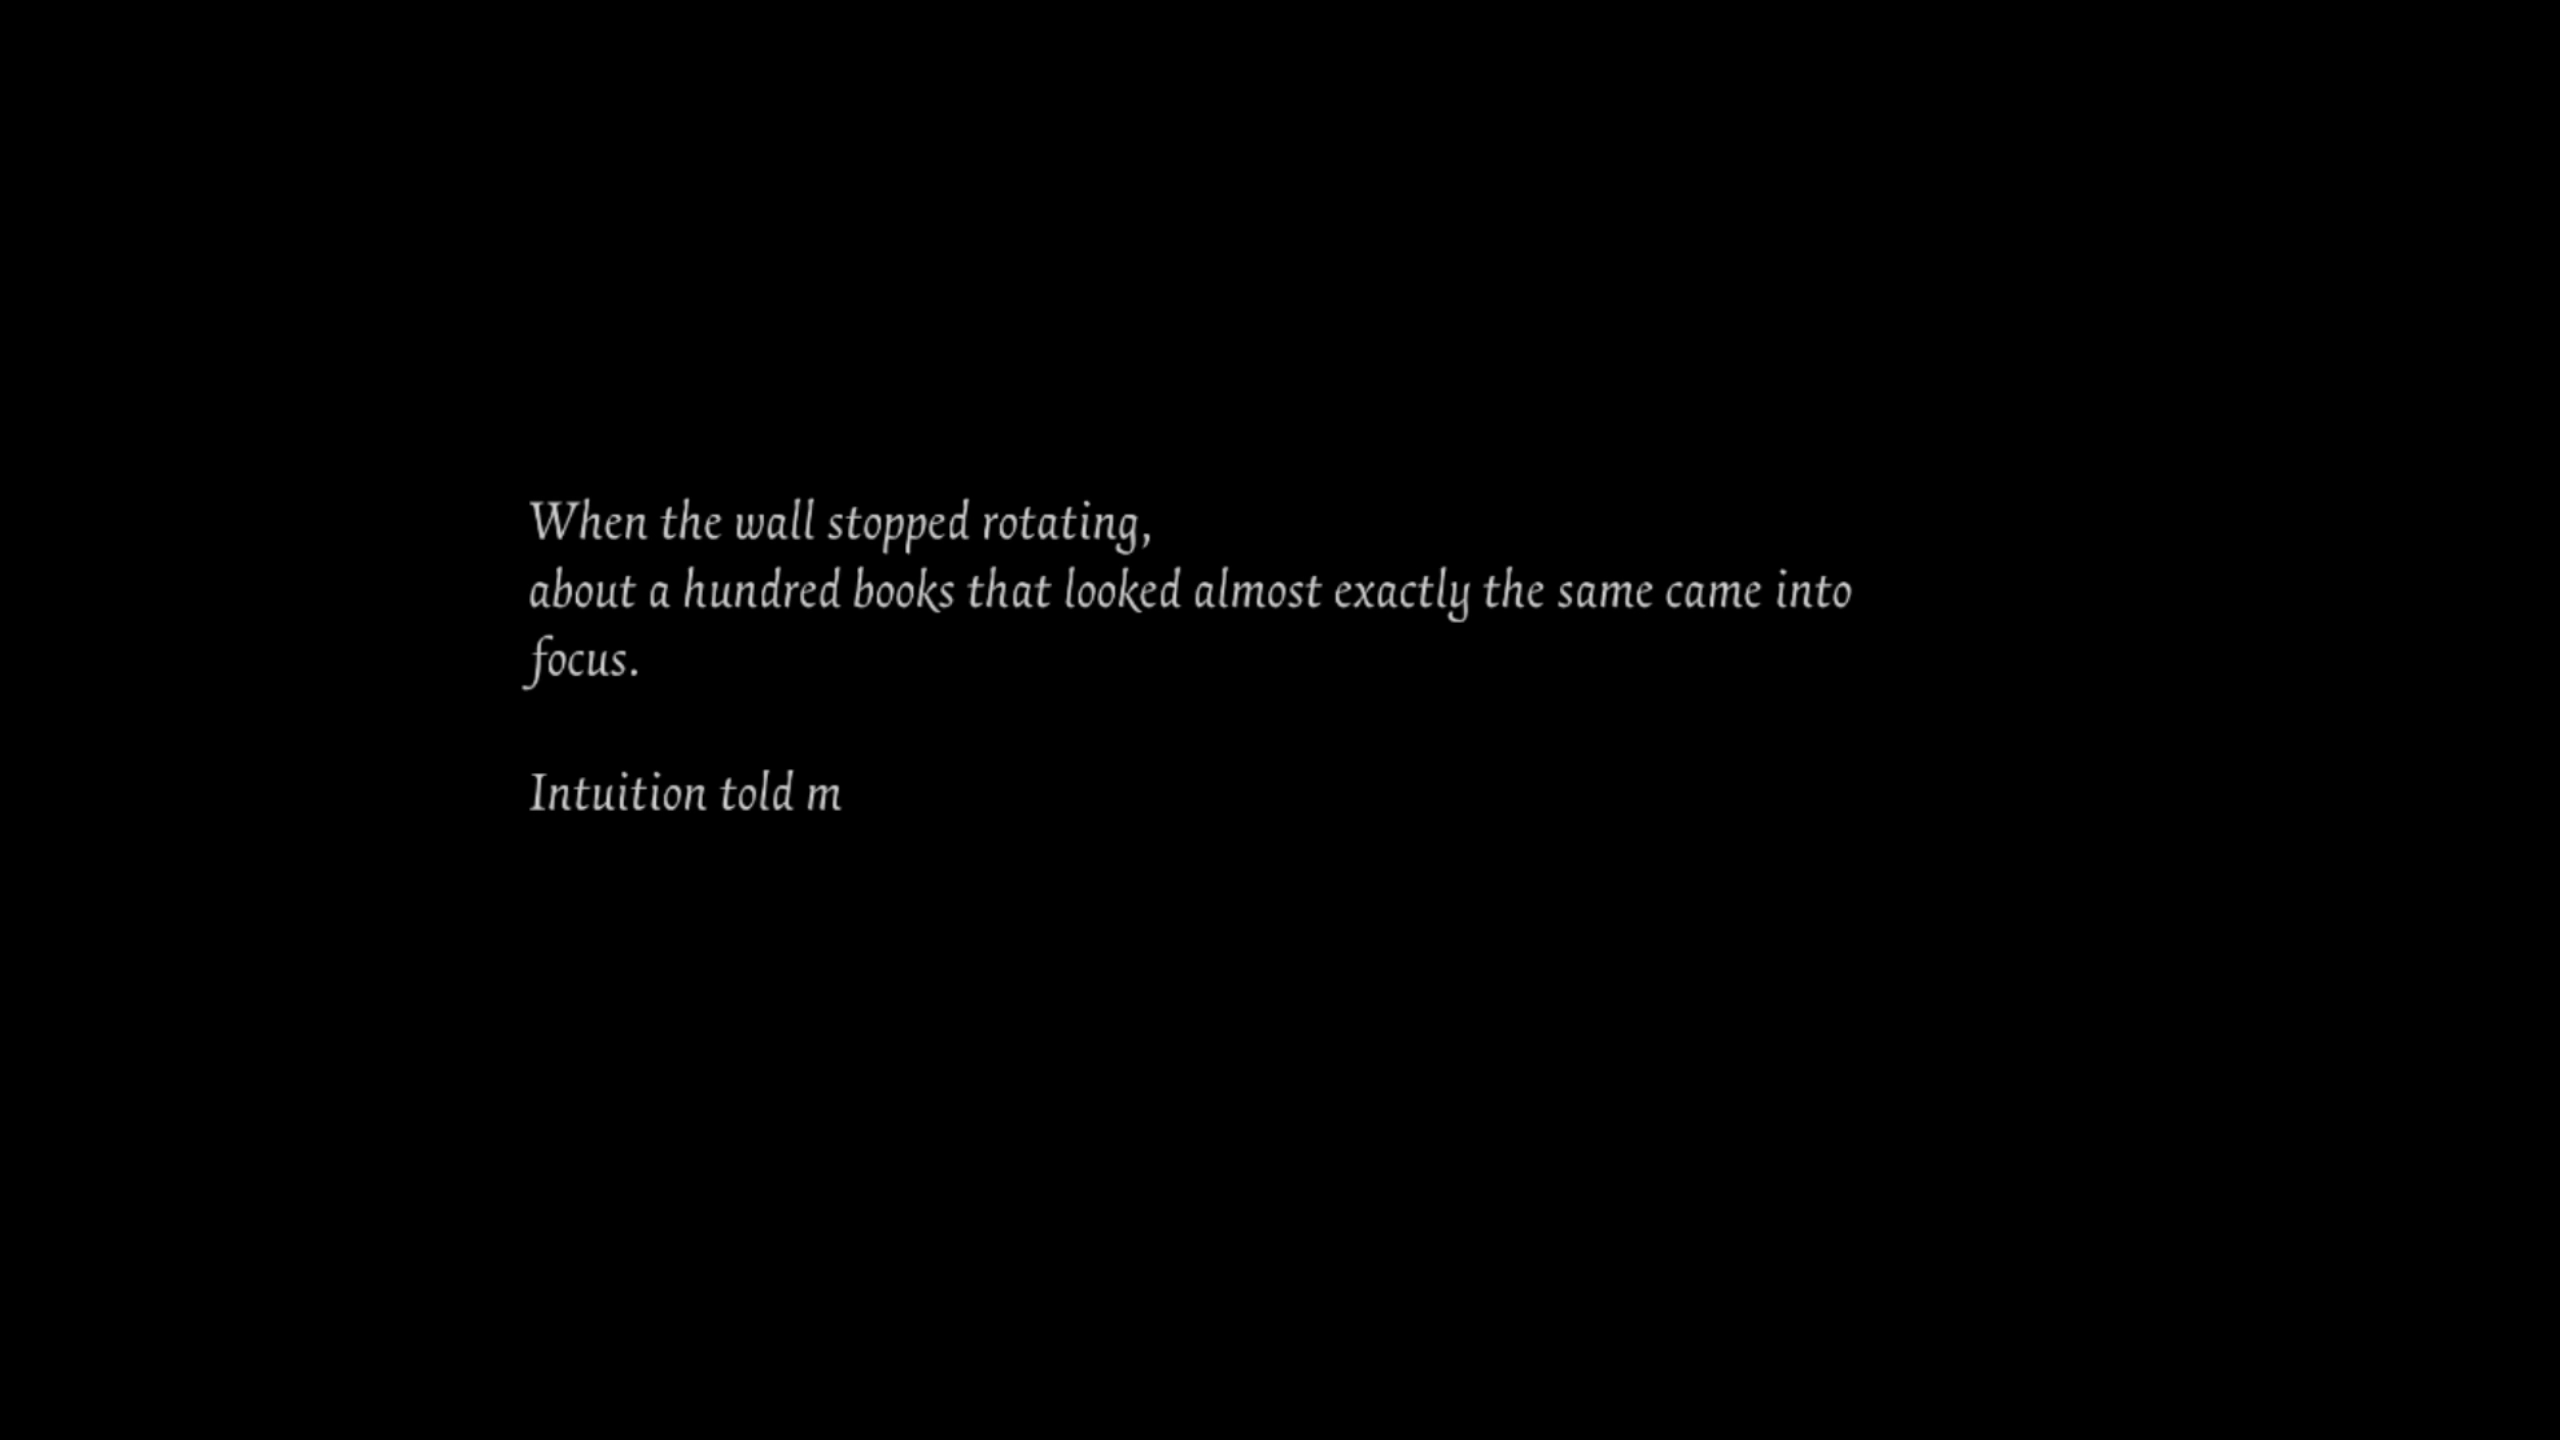 When the wall stopped rotating,
about a hundred books that looked almost exactly the same came into
focus.
Intuition told m